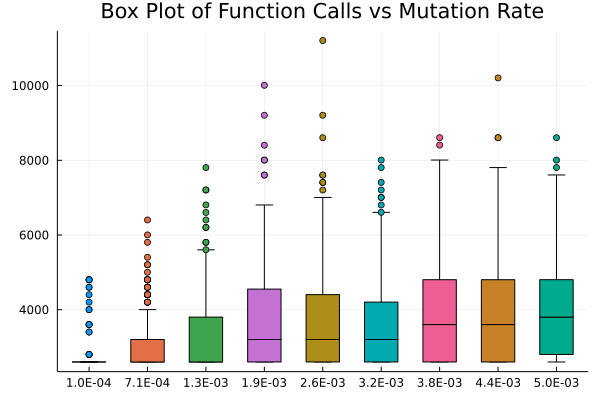 Box Plot of Function Calls vs Mutation Rate
10000
8000
6000
4000
1.0E-04 7.1E-04 1.3E-03 1.9E-03 2.6E-03 3.2E-03 3.8E-03 4.4E-03 5.0E-03